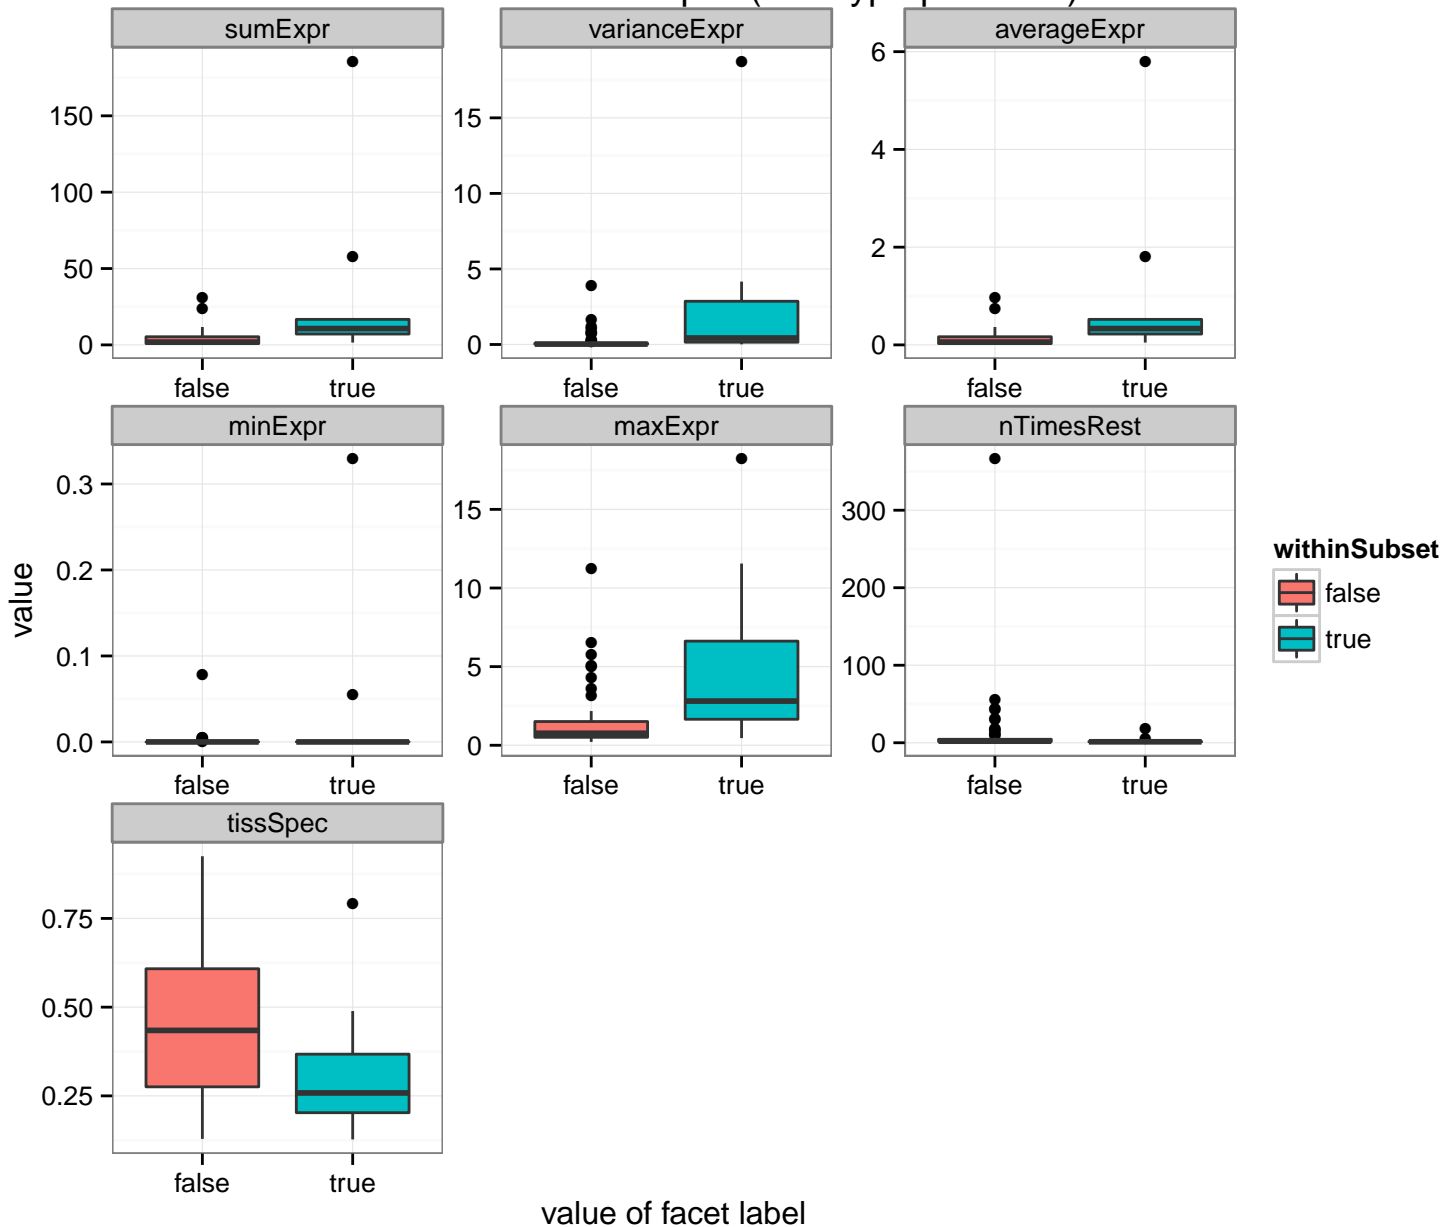 sumExpr
varianceExpr
averageExpr
150
100
50
0
false
true
15
10
5
0
false
true
6
4
2
0
false
true
minExpr
maxExpr
nTimesRest
value
0.3
0.2
0.1
0.0
false
true
15
10
5
0
false
true
300
200
100
0
false
true
withinSubset
false
true
tissSpec
0.75
0.50
0.25
false
true
value of facet label